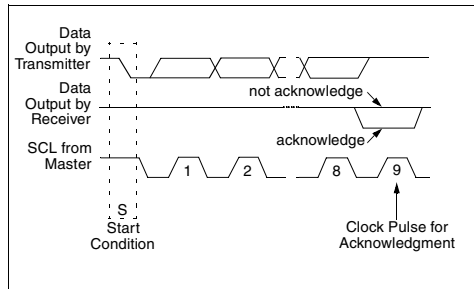 Data
Output by
Transmitter
Data
Output by
Receiver
not acknowledge
acknowledge
SCL from
Master
1 2 8 9
S
Start
Condition
Clock Pulse for
Acknowledgment